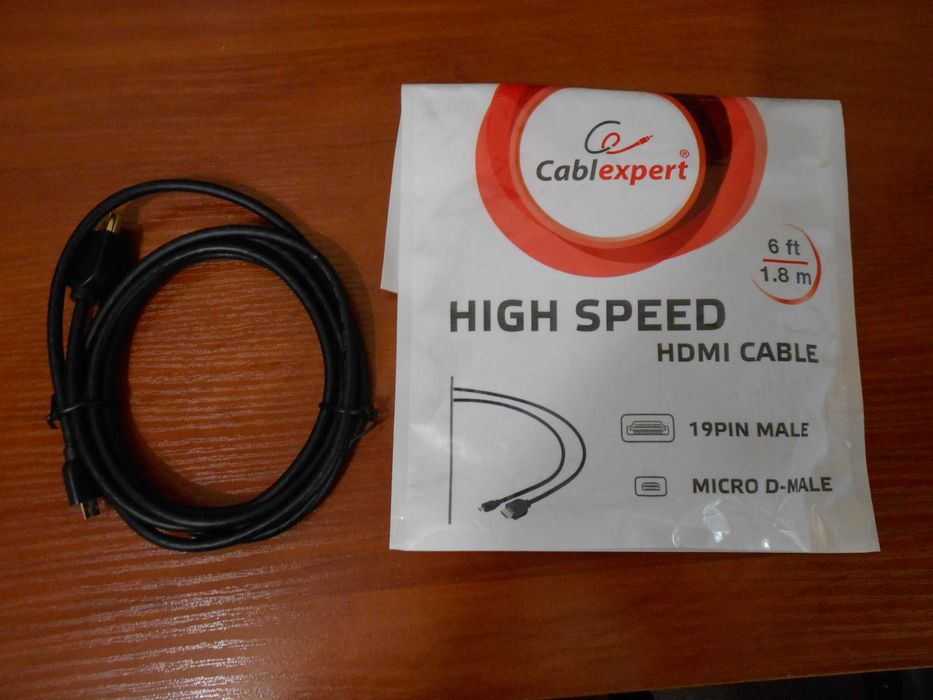 Cablexpert®
6 ft
1.8 m
HIGH SPEED
HDMI CABLE
19PIN MALE
MICRO D-MALE